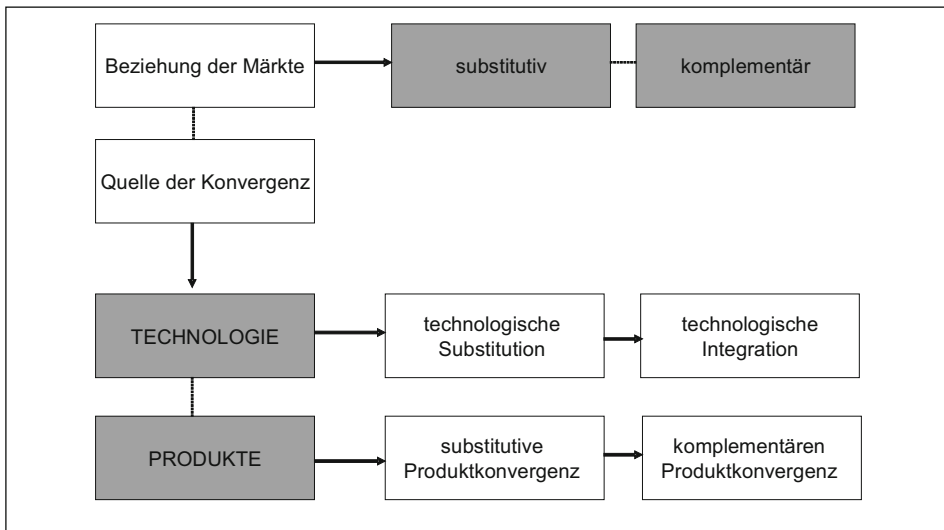 Beziehung der Märkte
substitutiv
komplementär
Quelle der Konvergenz
TECHNOLOGIE
technologische
Substitution
technologische
Integration
PRODUKTE
substitutive
Produktkonvergenz
komplementären
Produktkonvergenz